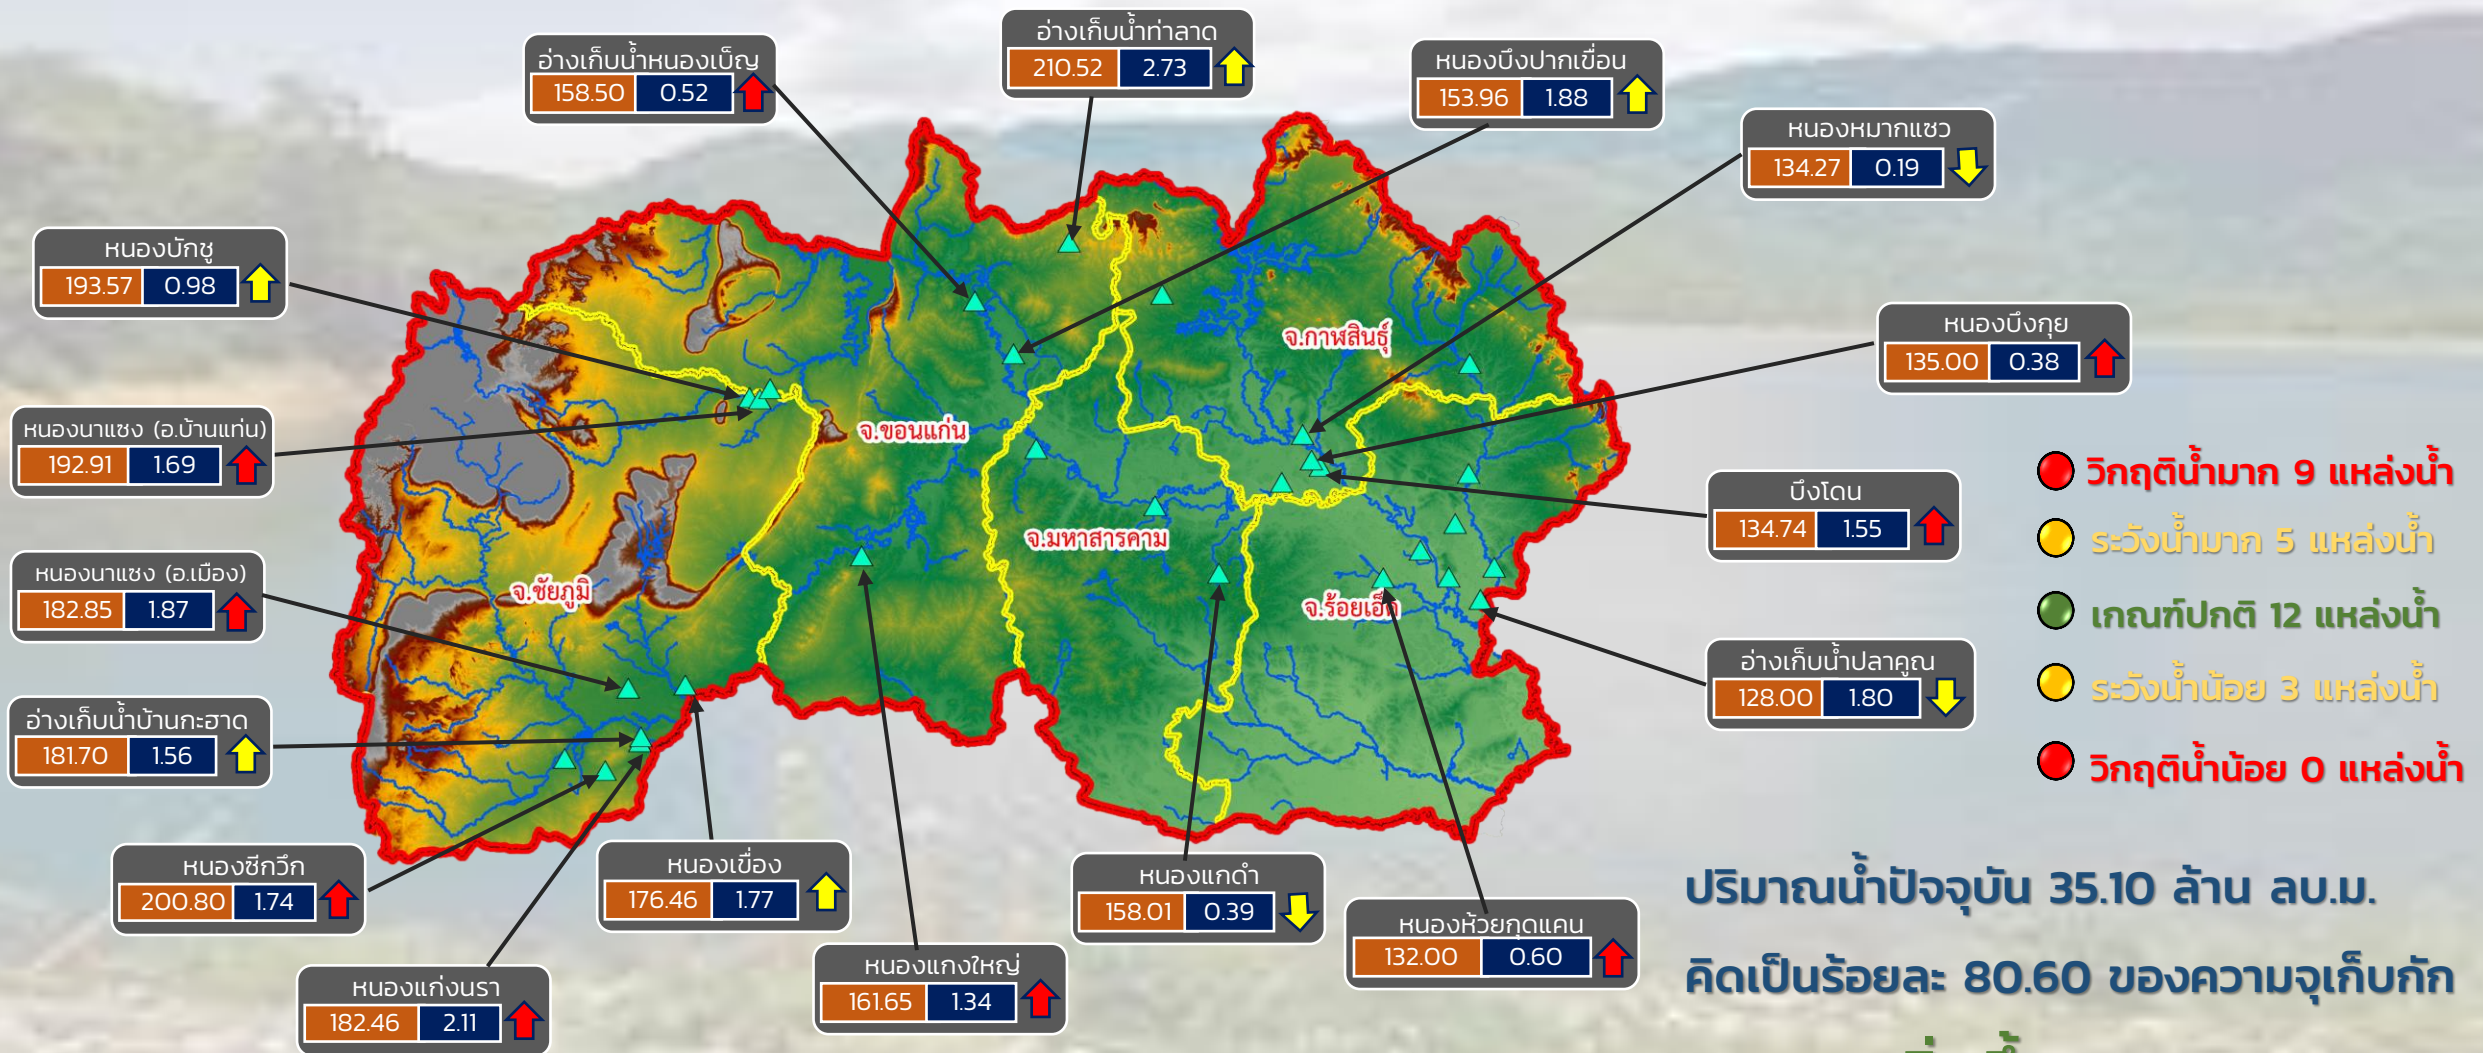 อ่างเก็บน้ำท่าลาด
210.52 2.73
อ่างเก็บน้ำหนองเบ็ญ
158.50 0.52
หนองบึงปากเขื่อน
153.96 1.88
หนองหมากแซว
134.27 0.19
หนองบักชู
193.57 0.98
หนองบึงกุย
135.00 0.38
จ.กาฬสินธุ์
หนองนาแซง (อ.บ้านแท่น)
192.91 1.69
จ.ขอนแก่น
วิกฤติน้ำมาก 9 แหล่งน้ำ
บึงโดน
134.74 1.55
ระวังน้ำมาก 5 แหล่งน้ำ
จ.มหาสารคาม
หนองนาแซง (อ.เมือง)
182.85 1.87
จ.ชัยภูมิ
จ.ร้อยเอ็ด
เกณฑ์ปกติ 12 แหล่งน้ำ
อ่างเก็บน้ำปลาคูณ
128.00 1.80
ระวังน้ำน้อย 3 แหล่งน้ำ
อ่างเก็บน้ำบ้านกะฮาด
181.70 1.56
วิกฤติน้ำน้อย 0 แหล่งน้ำ
หนองซีกวึก
200.80 1.74
หนองเขื่อง
176.46 1.77
หนองแกดำ
158.01 0.39
หนองห้วยกุดแคน
132.00 0.60
ปริมาณน้ำปัจจุบัน 35.10 ล้าน ลบ.ม.
หนองแก่งนรา
182.46 2.11
หนองแกงใหญ่
161.65 1.34
คิดเป็นร้อยละ 80.60 ของความจุเก็บกัก